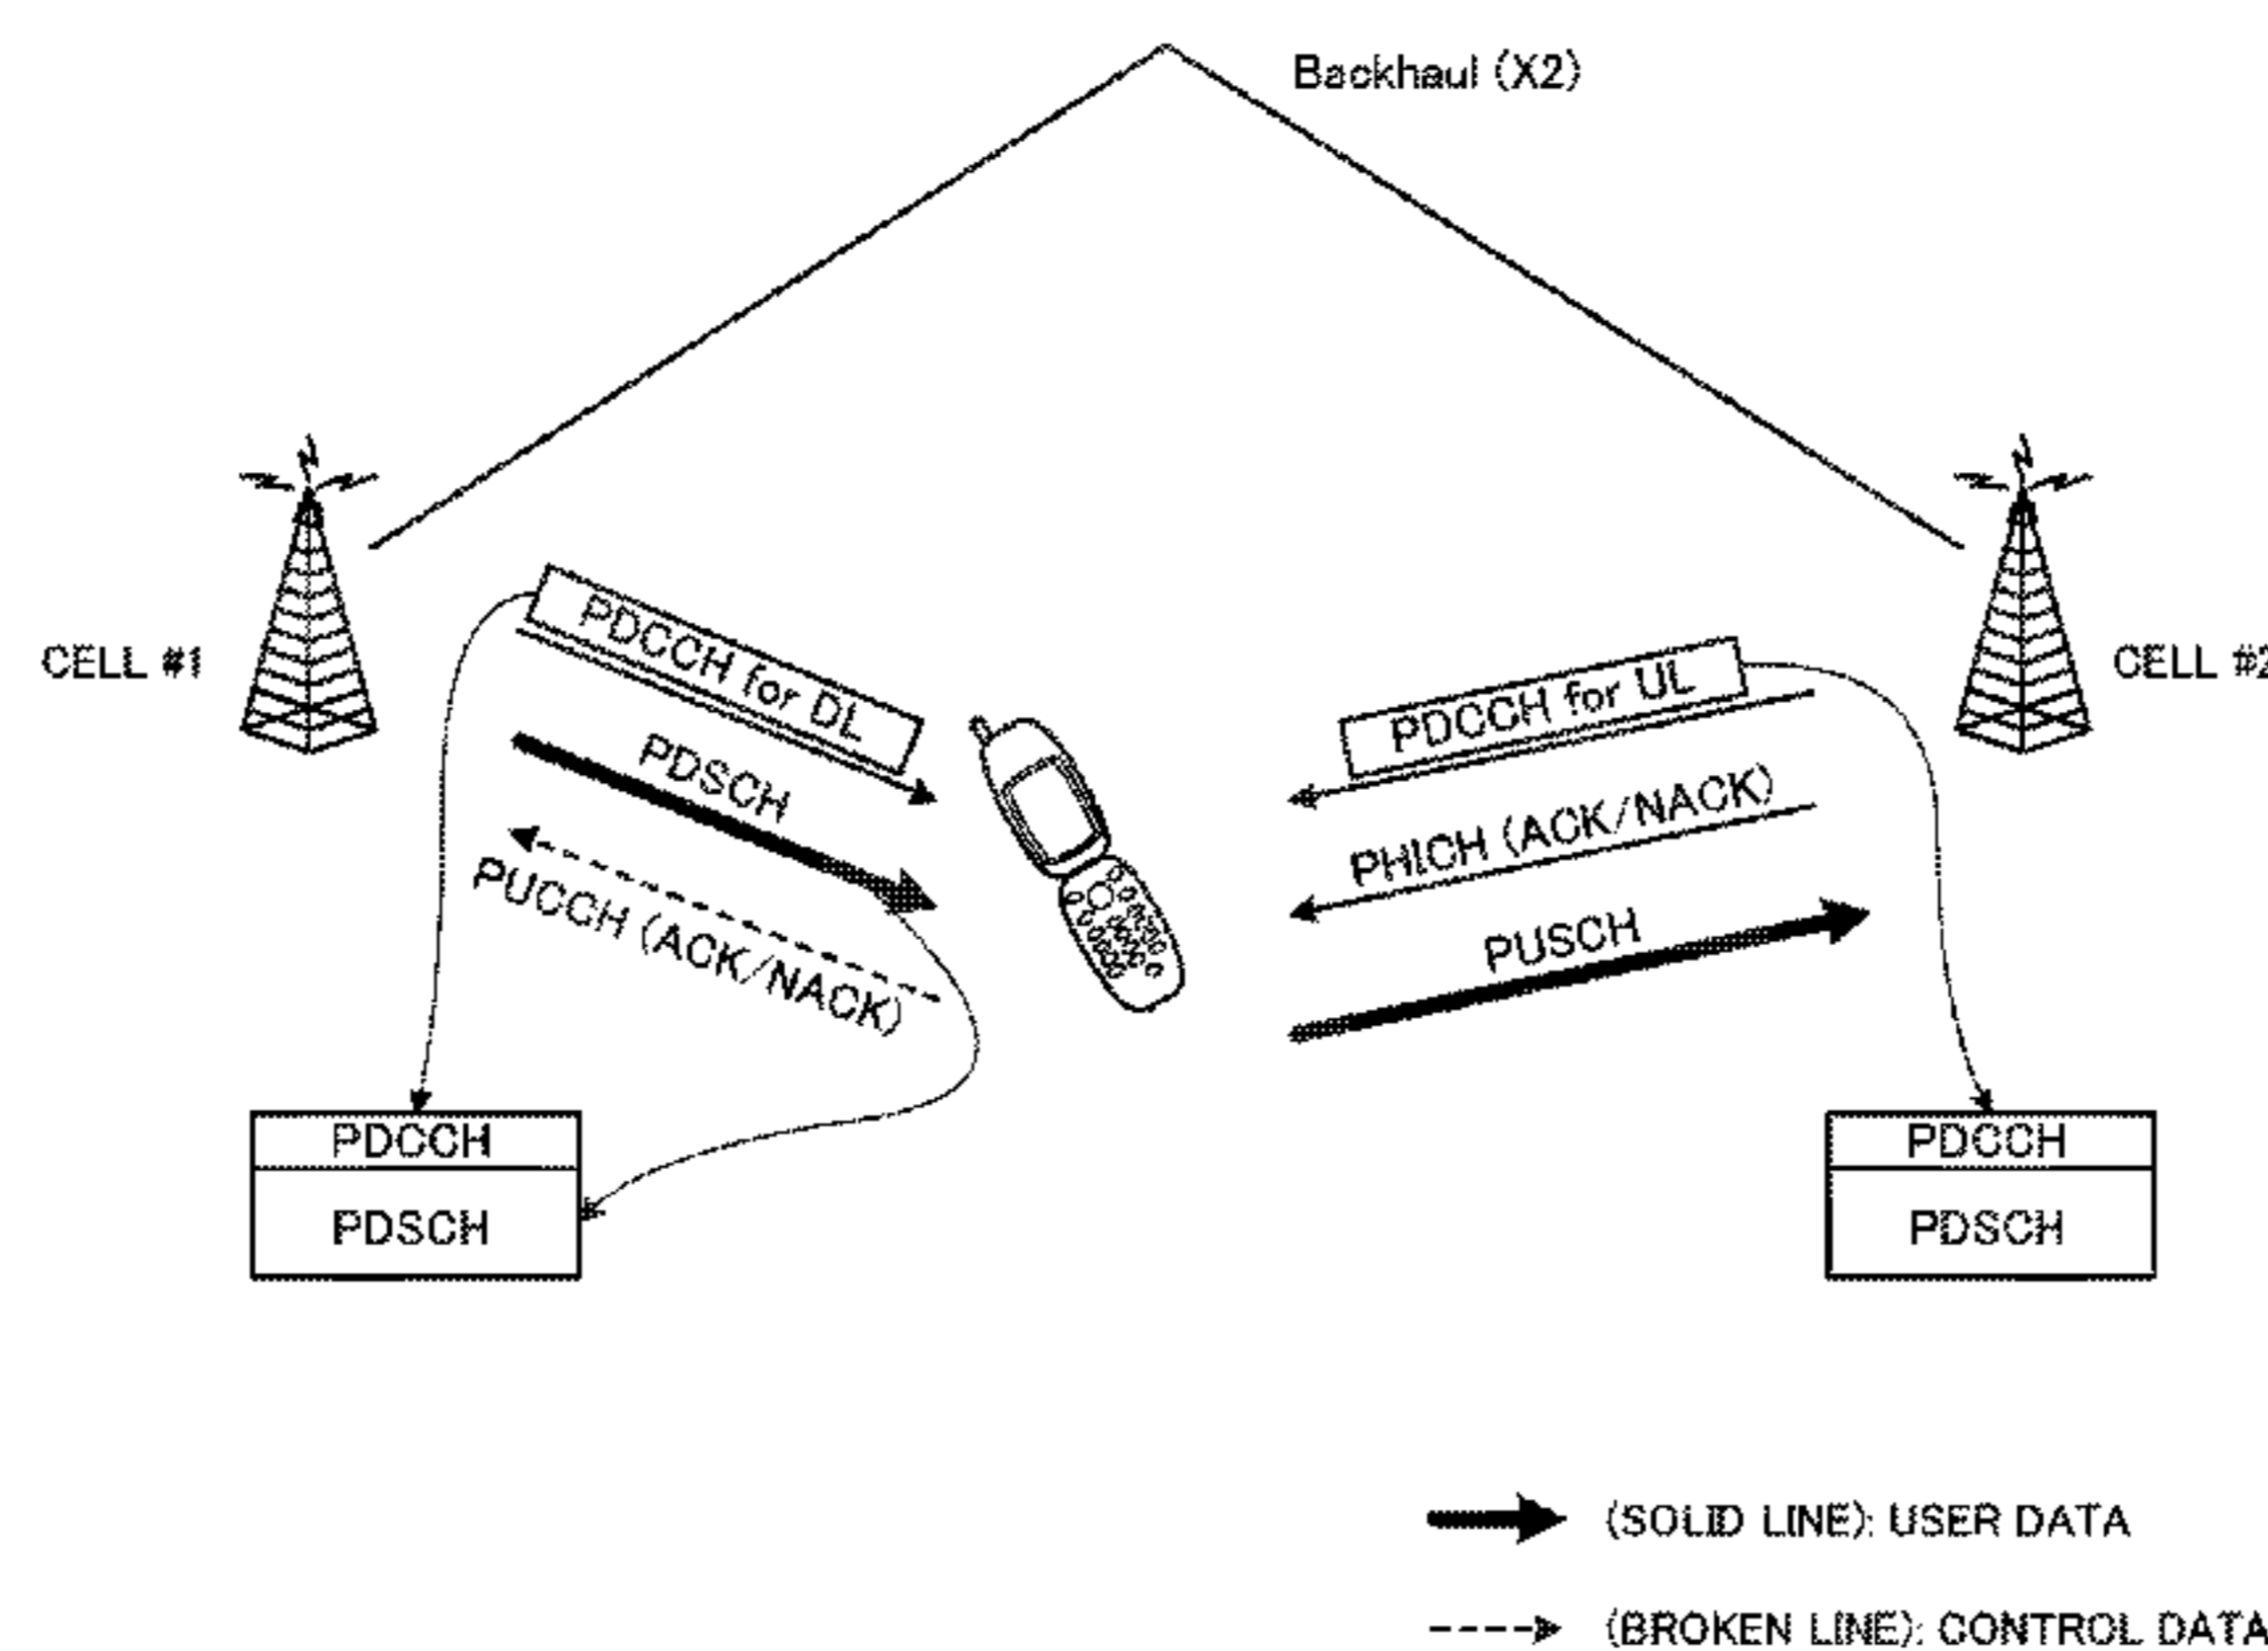 Backhaul (X2)
CELL #1
PDCCH for DL
PDSCH
PUCCH (ACK/NACK)
PDCCH for UL
PHICH (ACK/NACK)
PUSCH
CELL #2
PDCCH
PDSCH
PDCCH
PDSCH
(SOLID LINE): USER DATA
(BROKEN LINE): CONTROL DATA